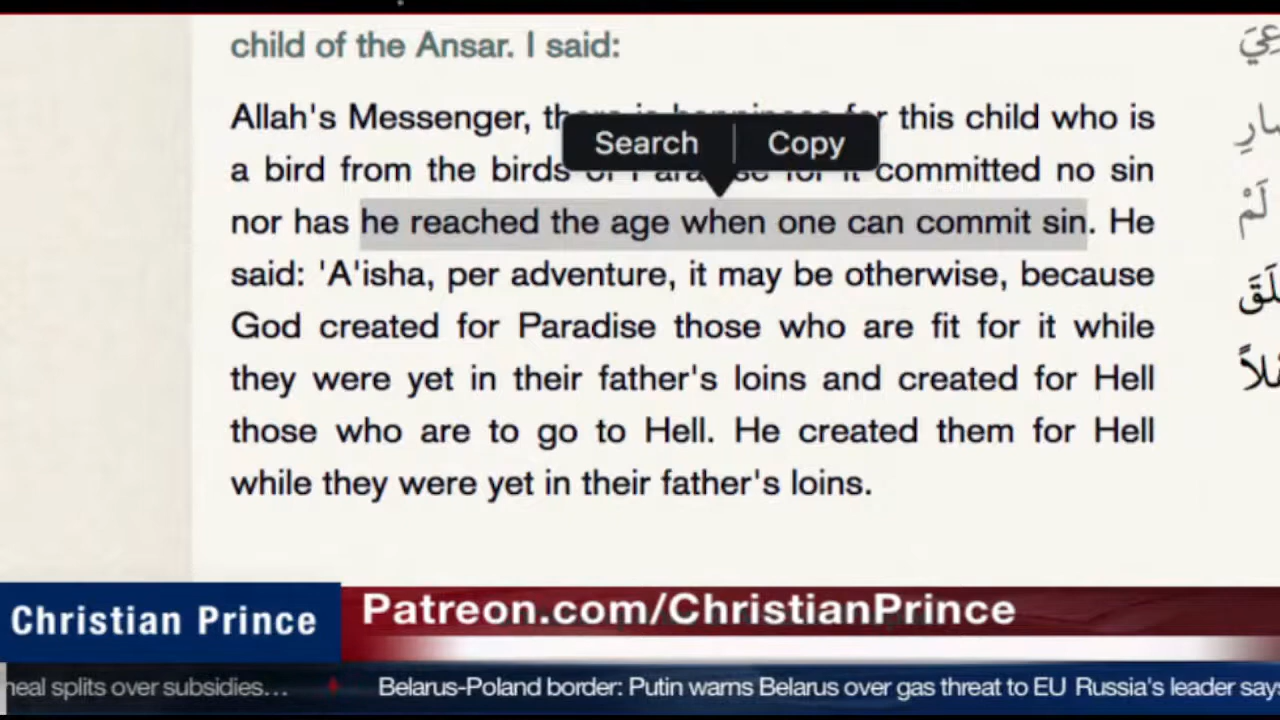 child of the Ansar. I said:
Allah's Messenger, this child who is
Search Copy
a bird from the birds committed no sin
nor has he reached the age when one can commit sin. He
said: 'A'isha, per adventure, it may be otherwise, because
God created for Paradise those who are fit for it while
they were yet in their father's loins and created for Hell
those who are to go to Hell. He created them for Hell
while they were yet in their father's loins.
Christian Prince
Patreon.com/ChristianPrince
splits over subsidies... Belarus-Poland border: Putin warns Belarus over gas threat to EU Russia's leader